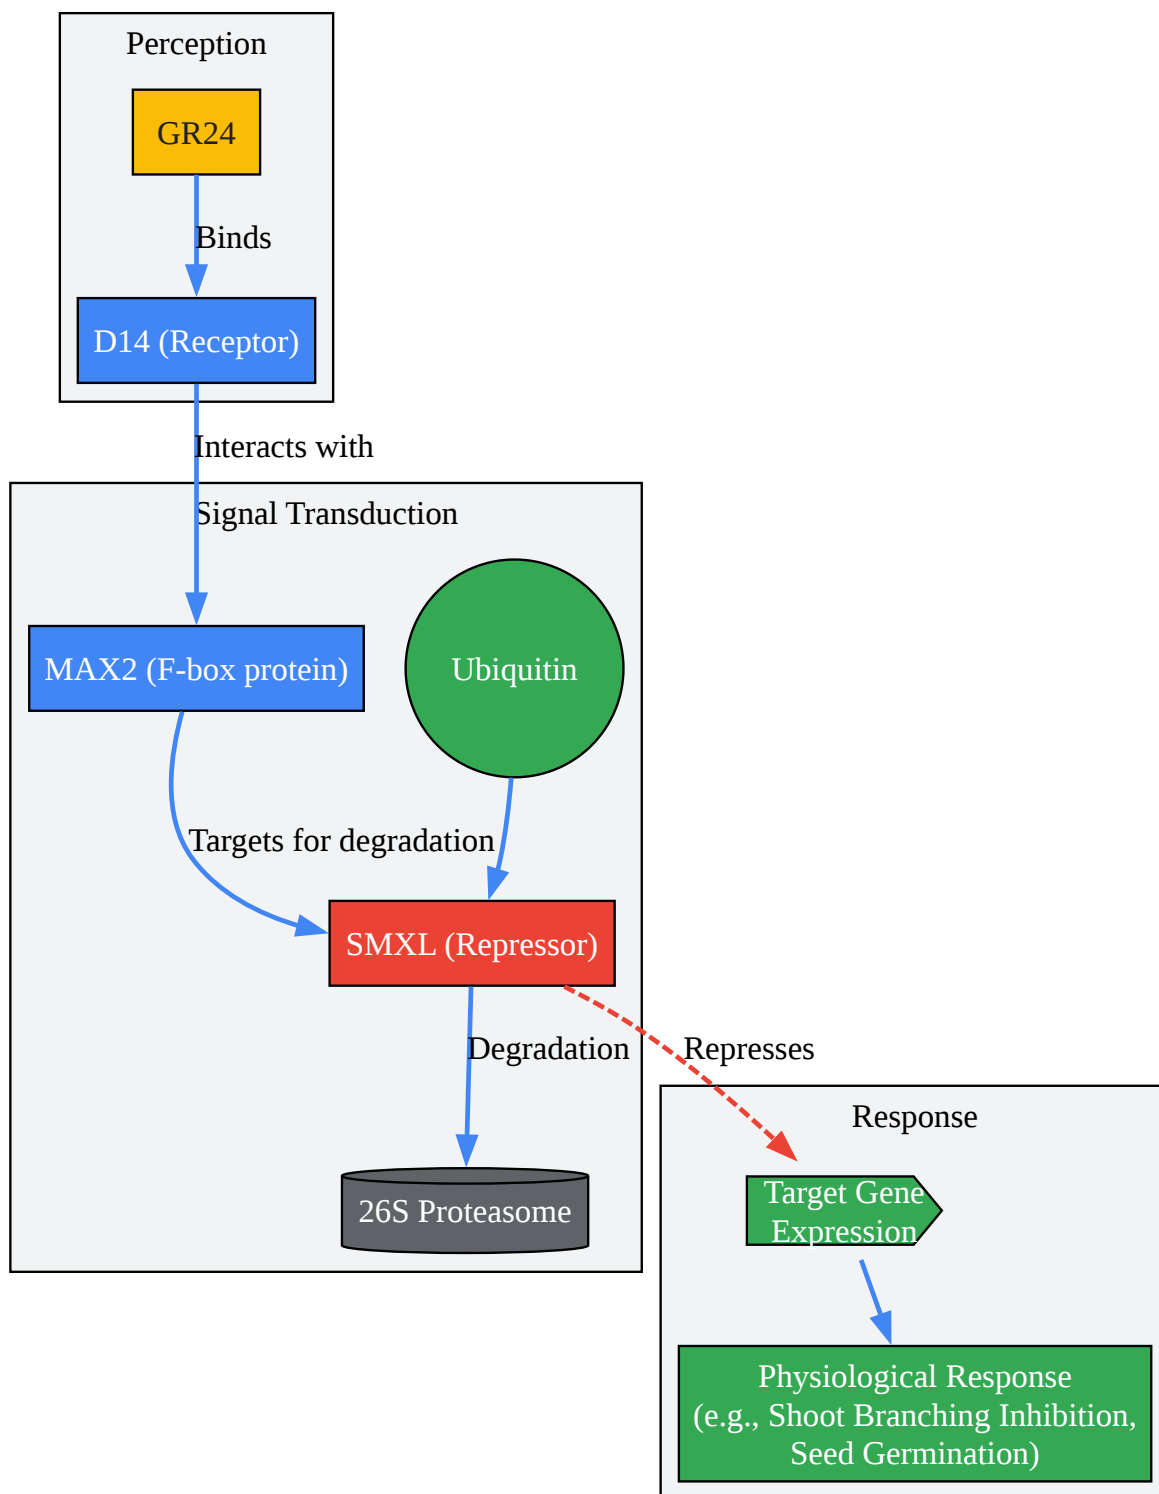 Perception
GR24
Binds
D14 (Receptor)
Interacts with
Signal Transduction
MAX2 (F-box protein)
Ubiquitin
Targets for degradation
SMXL (Repressor)
Degradation
Represses
Response
26S Proteasome
Target Gene
Expression
Physiological Response
(e.g., Shoot Branching Inhibition,
Seed Germination)